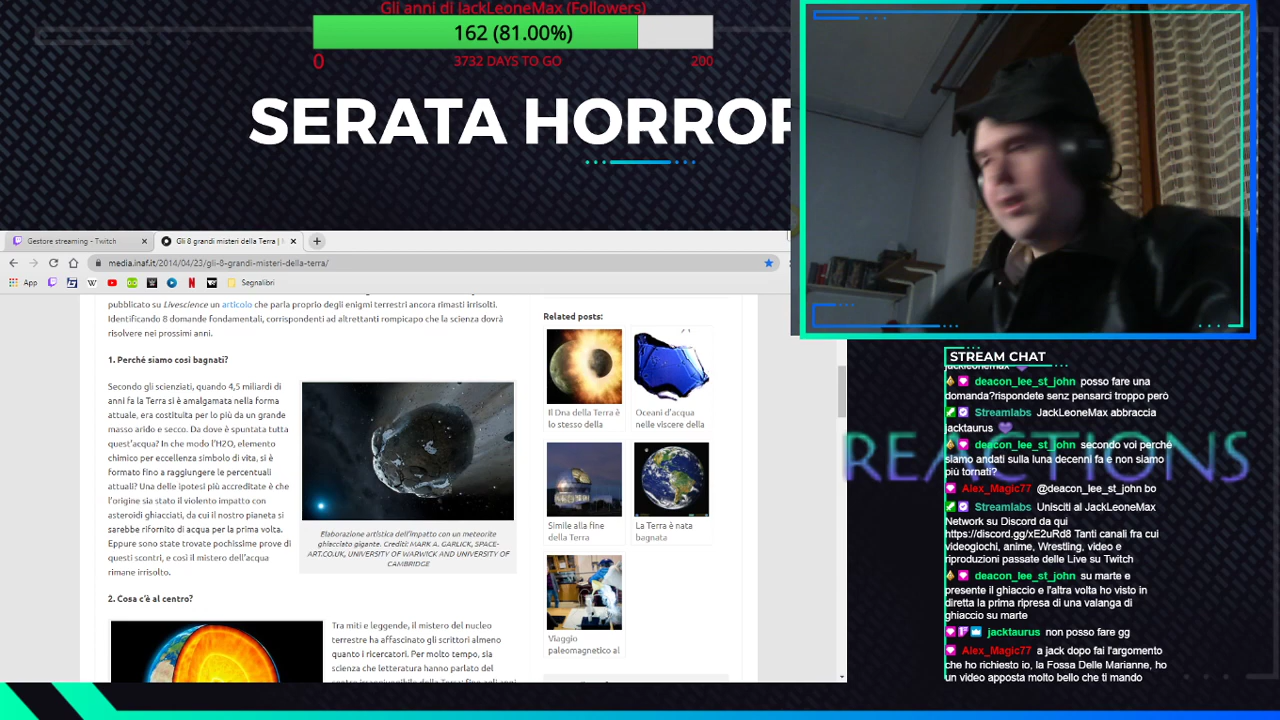 Gli anni di JackLeoneMax (Followers)
162 (81.00%)
0
3732 DAYS TO GO
200
SERATA HORROR
Gestore streaming - Twitch
Gli 8 grandi misteri della Terra |
media.inaf.it/2014/04/23/gli-8-grandi-misteri-della-terra/
App
Segnalibri
pubblicato su Livescience un articolo che parla proprio degli enigmi terrestri ancora rimasti irrisolti.
Identificando 8 domande fondamentali, corrispondenti ad altrettanti rompicapo che la scienza dovrà
risolvere nei prossimi anni.
1. Perché siamo così bagnati?
Secondo gli scienziati, quando 4,5 miliardi di
anni fa la Terra si è amalgamata nella forma
attuale, era costituita per lo più da un grande
masso arido e secco. Da dove è spuntata tutta
quest'acqua? In che modo l'H2O, elemento
chimico per eccellenza simbolo di vita, si è
formato fino a raggiungere le percentuali
attuali? Una delle ipotesi più accreditate è che
l'origine sia stato il violento impatto con
asteroidi ghiacciati, da cui il nostro pianeta si
sarebbe rifornito di acqua per la prima volta.
Eppure sono state trovate pochissime prove di
questi scontri, e così il mistero dell'acqua
rimane irrisolto.
Elaborazione artistica dell'impatto con un meteorite
ghiacciato gigante. Crediti: MARK A. GARLICK, SPACE-
ART.CO.UK, UNIVERSITY OF WARWICK AND UNIVERSITY OF
CAMBRIDGE
2. Cosa c'è al centro?
Tra miti e leggende, il mistero del nucleo
terrestre ha affascinato gli scrittori almeno
quanto i ricercatori. Per molto tempo, sia
scienza che letteratura hanno parlato del
Related posts:
Il Dna della Terra è
lo stesso della
Oceani d'acqua
nelle viscere della
Simile alla fine
della Terra
La Terra è nata
bagnata
Viaggio
paleomagnetico al
REACTIONS
STREAM CHAT
jackleonemax
deacon_lee_st_john posso fare una
domanda?rispondete senz pensarci troppo però
Streamlabs JackLeoneMax abbraccia
jacktaurus
deacon_lee_st_john secondo voi perché
siamo andati sulla luna decenni fa e non siamo
più tornati?
Alex_Magic77 @deacon_lee_st_john bo
Streamlabs Unisciti al JackLeoneMax
Network su Discord da qui
https://discord.gg/xE2uRd8 Tanti canali fra cui
videogiochi, anime, Wrestling, video e
riproduzioni passate delle Live su Twitch
deacon_lee_st_john su marte e
presente il ghiaccio e l'altra volta ho visto in
diretta la prima ripresa di una valanga di
ghiaccio su marte
jacktaurus non posso fare gg
Alex_Magic77 a jack dopo fai l'argomento
che ho richiesto io, la Fossa Delle Marianne, ho
un video apposta molto bello che ti mando